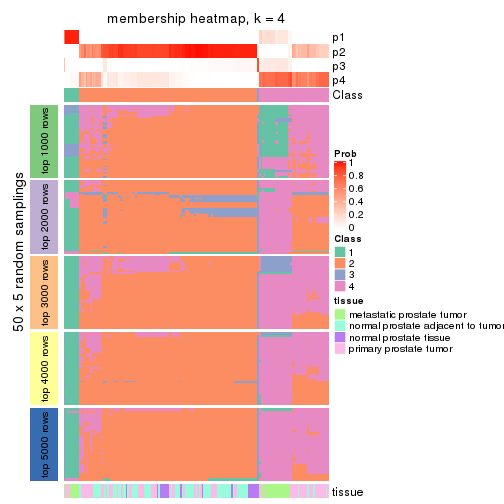 membership heatmap, k = 4
p1
p2
p3
p4
Class
50 x 5 random samplings
top 1000 rows
top 2000 rows
top 3000 rows
top 4000 rows
top 5000 rows
Prob
1
0.8
0.6
0.4
0.2
0
Class
1
2
3
4
tissue
metastatic prostate tumor
normal prostate adjacent to tumor
normal prostate tissue
primary prostate tumor
tissue